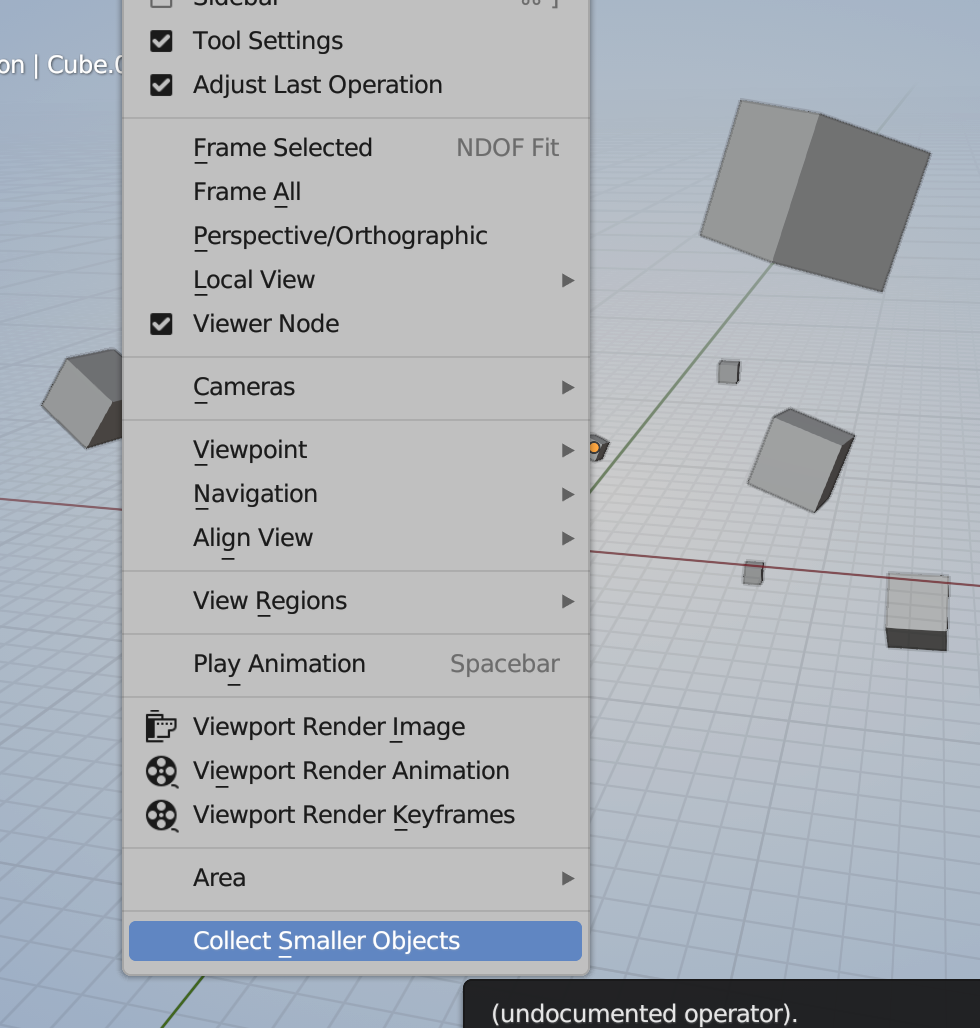 Sidebar ⌘ ]
on | Cube.0
Tool Settings
Adjust Last Operation
Frame Selected NDOF Fit
Frame All
Perspective/Orthographic
Local View
Viewer Node
Cameras
Viewpoint
Navigation
Align View
View Regions
Play Animation Spacebar
Viewport Render Image
Viewport Render Animation
Viewport Render Keyframes
Area
Collect Smaller Objects
(undocumented operator).